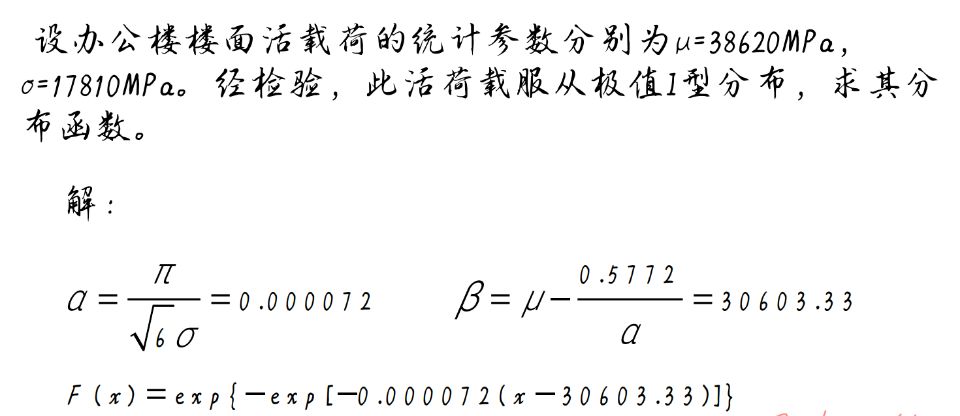 设办公楼楼面活载荷的统计参数分别为μ=38620MPa,
σ=17810MPa。经检验，此活荷载服从极值I型分布，求其分
布函数。
解：
α = π / √6 σ = 0.000072    β = μ − 0.5772 / α = 30603.33
F(x) = exp{−exp[−0.000072(x−30603.33)]}